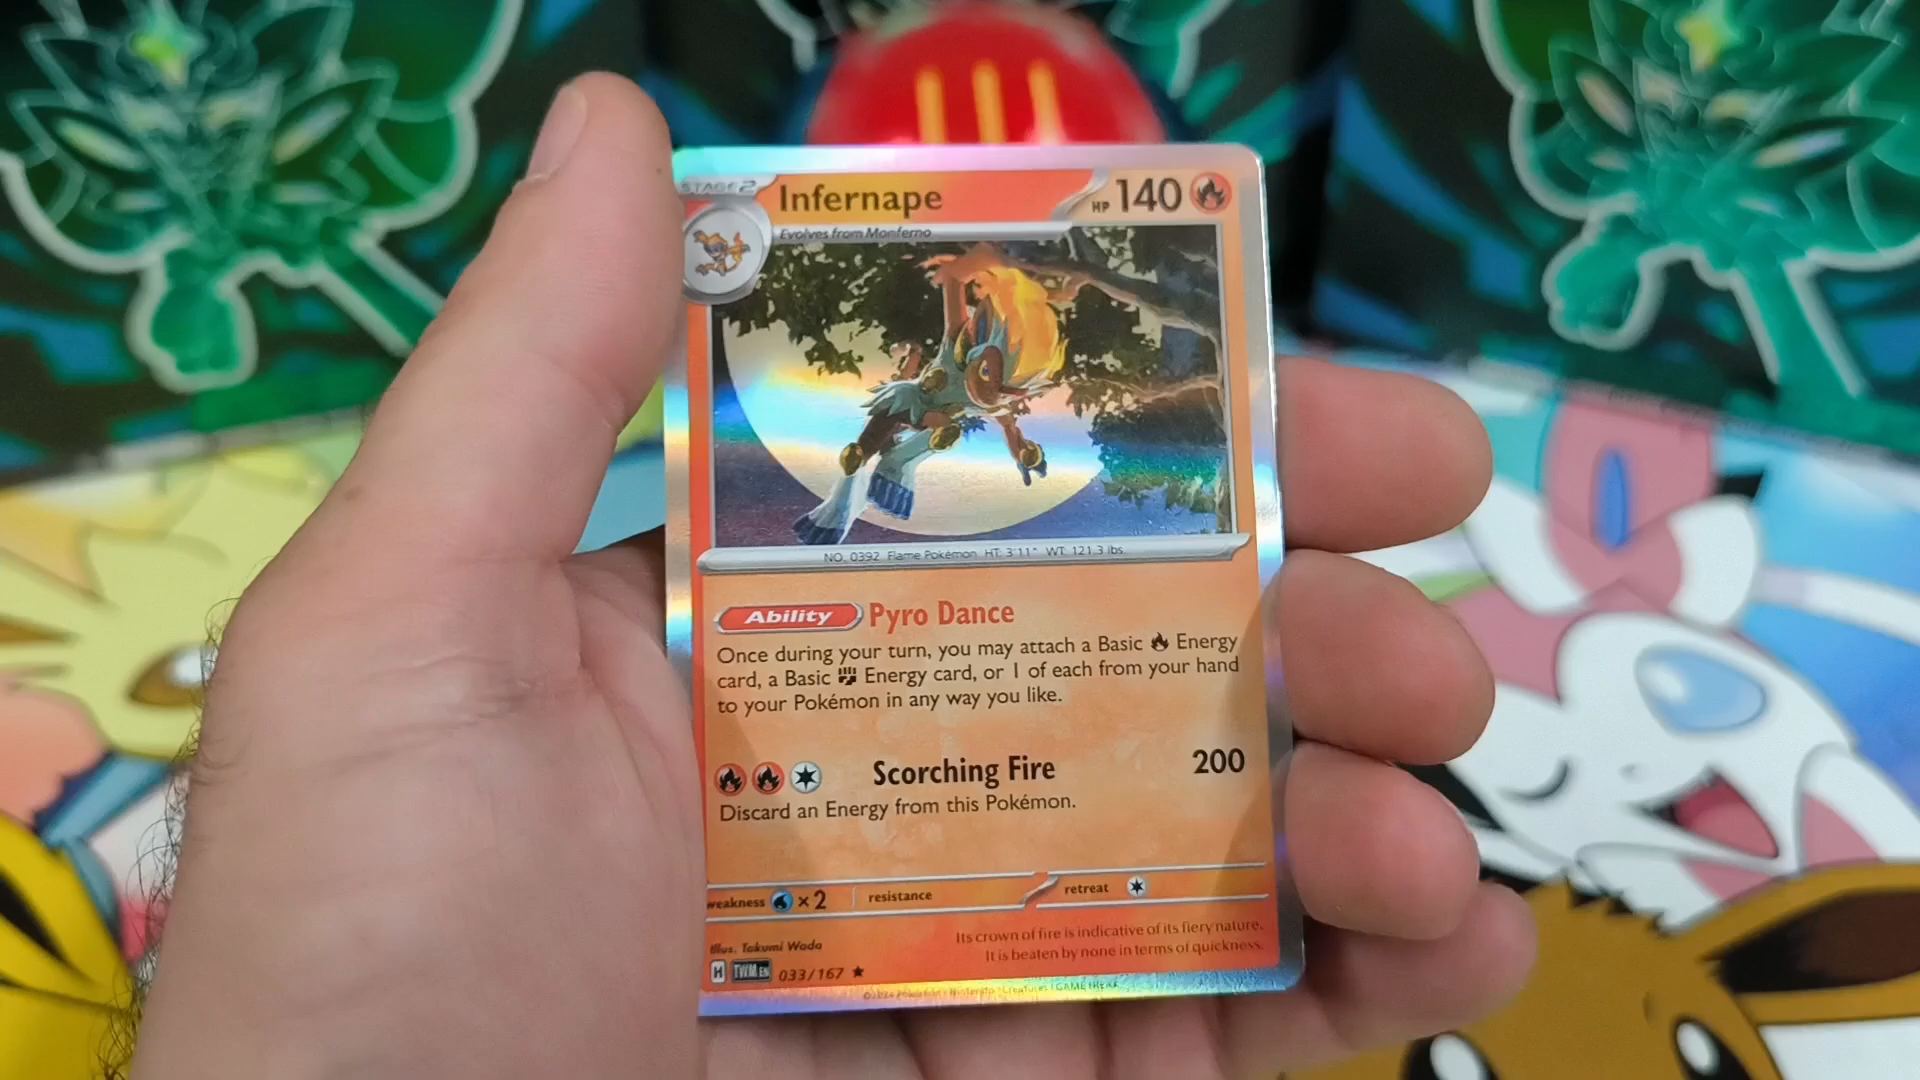 STAGE 2 Infernape HP 140
Evolves from Monferno
NO. 0392 Flame Pokémon HT: 3'11" WT: 121.3 lbs.
Ability Pyro Dance
Once during your turn, you may attach a Basic Energy
card, a Basic Energy card, or 1 of each from your hand
to your Pokémon in any way you like.
Scorching Fire 200
Discard an Energy from this Pokémon.
weakness ×2 resistance retreat
Illus. Takumi Wada
Its crown of fire is indicative of its fiery nature.
It is beaten by none in terms of quickness.
H TWM EN 033/167 ★
©2024 Pokémon / Nintendo / Creatures / GAME FREAK